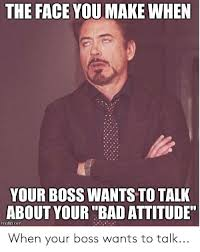 THE FACE YOU MAKE WHEN
YOUR BOSS WANTS TO TALK
ABOUT YOUR "BAD ATTITUDE"
When your boss wants to talk...